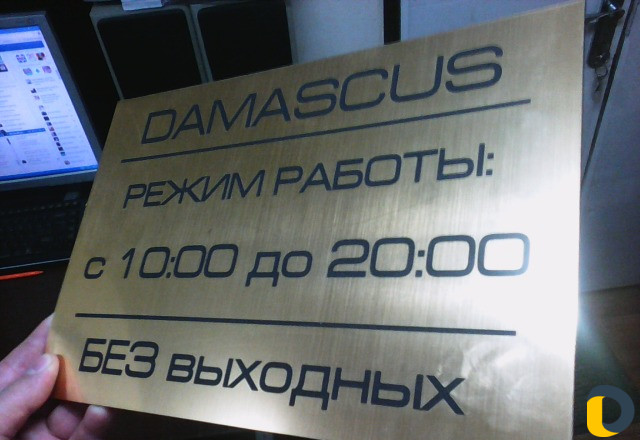 DAMASCUS
РЕЖИМ РАБОТЫ:
с 10:00 до 20:00
БЕЗ ВЫХОДНЫХ